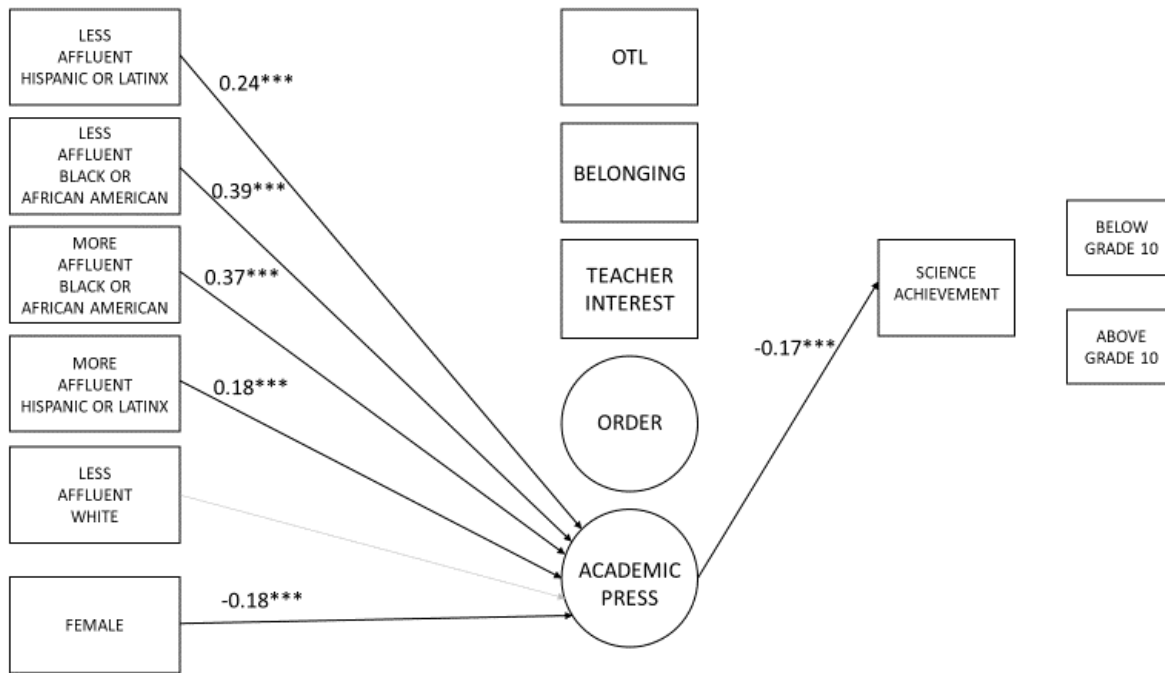 LESS
AFFLUENT
HISPANIC OR LATINX
0.24***
LESS
AFFLUENT
BLACK OR
AFRICAN AMERICAN
0.39***
MORE
AFFLUENT
BLACK OR
AFRICAN AMERICAN
0.37***
MORE
AFFLUENT
HISPANIC OR LATINX
0.18***
LESS
AFFLUENT
WHITE
FEMALE
-0.18***
OTL
BELONGING
TEACHER
INTEREST
ORDER
ACADEMIC
PRESS
-0.17***
SCIENCE
ACHIEVEMENT
BELOW
GRADE 10
ABOVE
GRADE 10